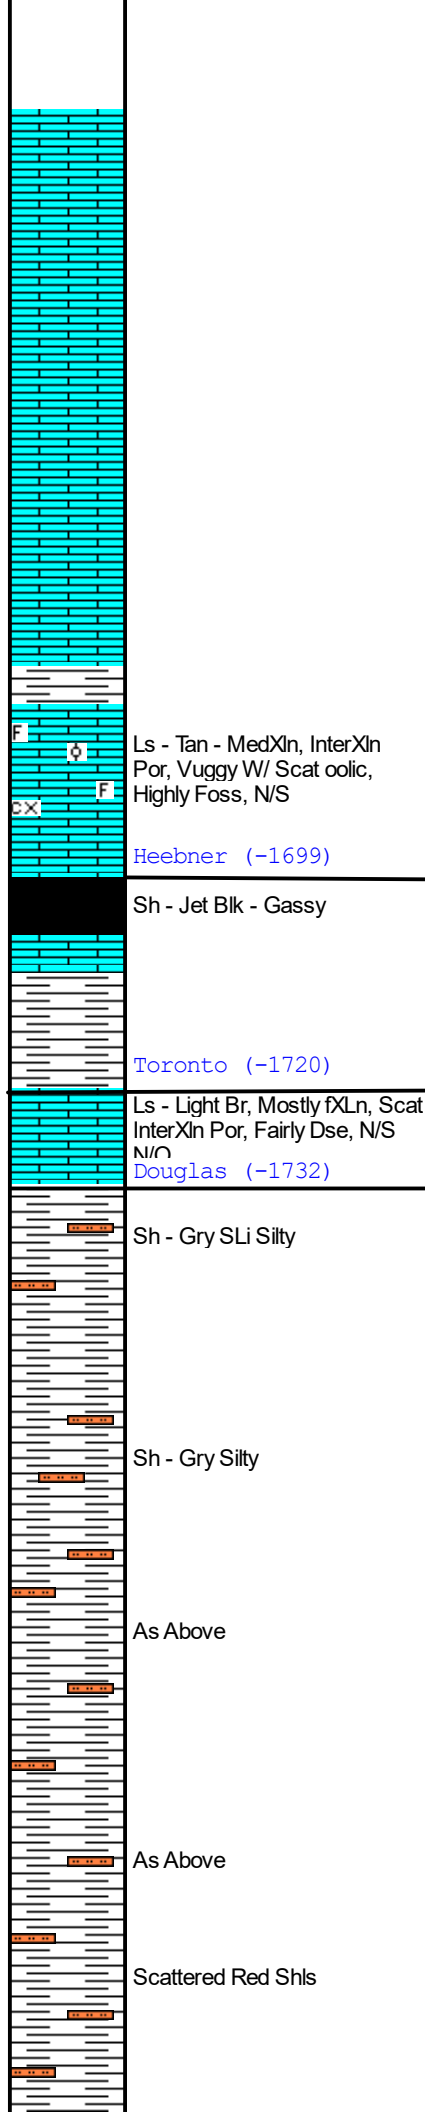 F
F
CX
Ls - Tan - MedXln, InterXln
Por, Vuggy W/ Scat oolic,
Highly Foss, N/S
Heebner (-1699)
Sh - Jet Blk - Gassy
Toronto (-1720)
Ls - Light Br, Mostly fXLn, Scat
InterXln Por, Fairly Dse, N/S
N/O
Douglas (-1732)
Sh - Gry SLi Silty
Sh - Gry Silty
As Above
As Above
Scattered Red Shls